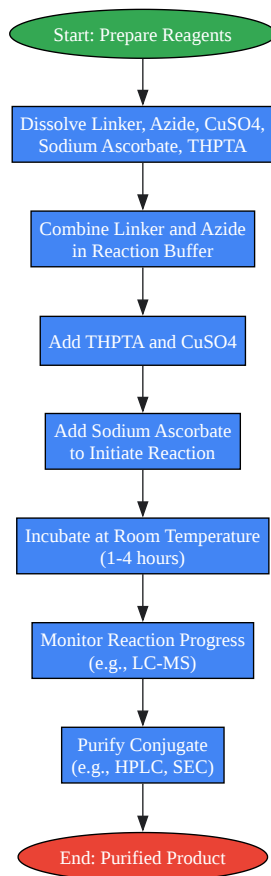 Start: Prepare Reagents
Dissolve Linker, Azide, CuSO4,
Sodium Ascorbate, THPTA
Combine Linker and Azide
in Reaction Buffer
Add THPTA and CuSO4
Add Sodium Ascorbate
to Initiate Reaction
Incubate at Room Temperature
(1-4 hours)
Monitor Reaction Progress
(e.g., LC-MS)
Purify Conjugate
(e.g., HPLC, SEC)
End: Purified Product